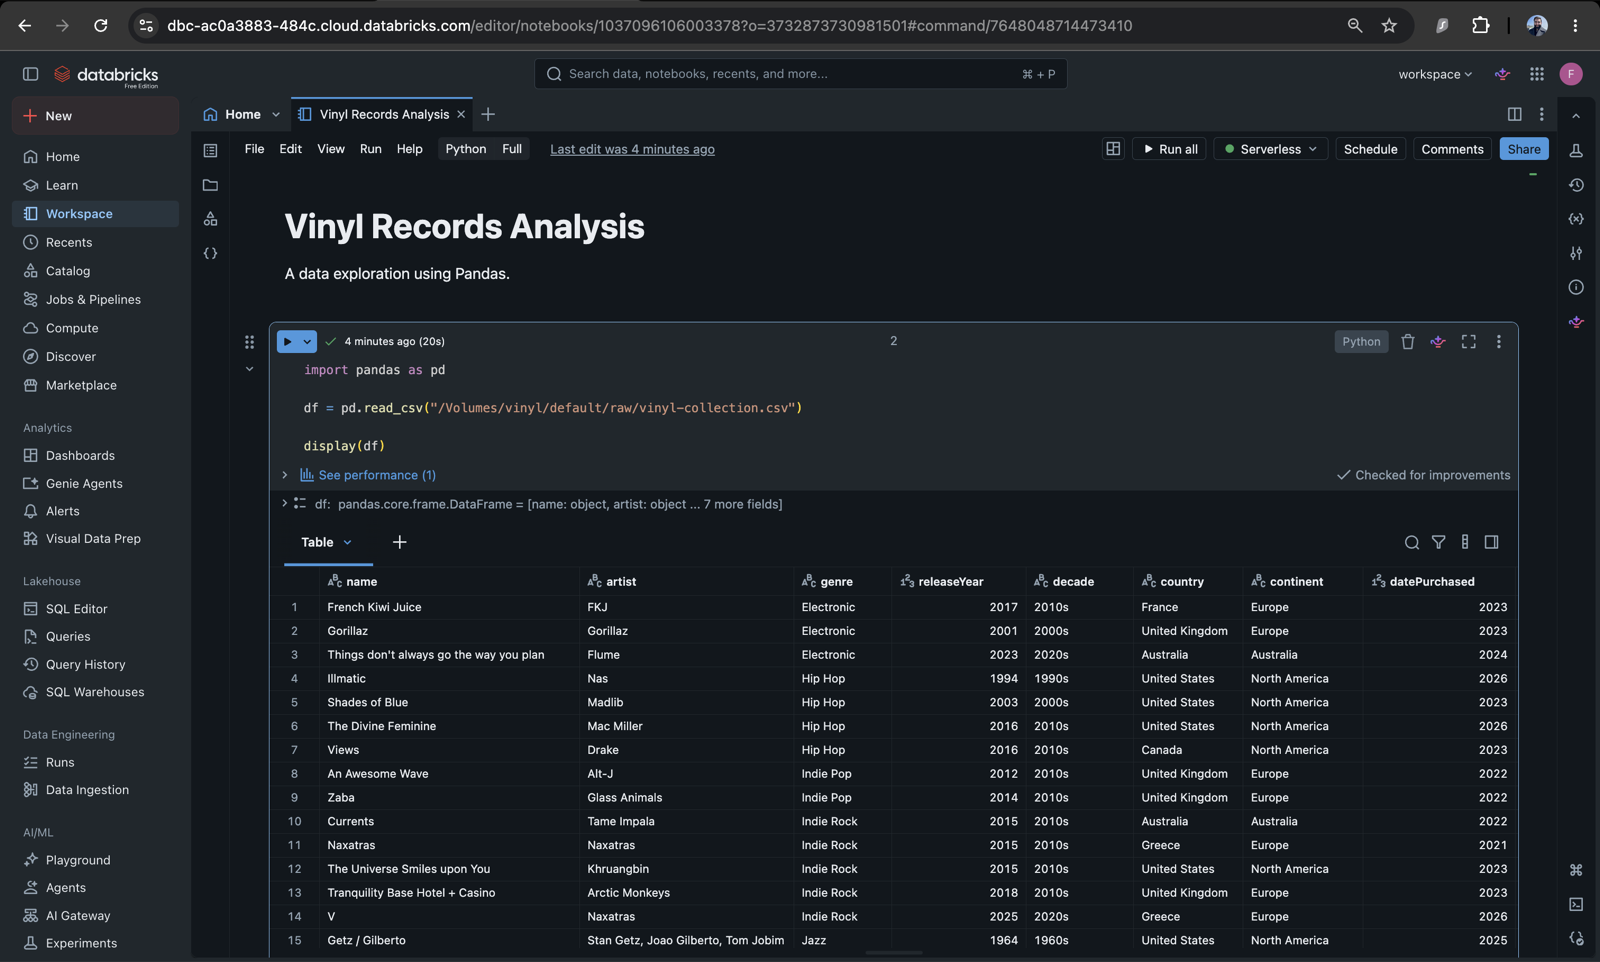 dbc-ac0a3883-484c.cloud.databricks.com/editor/notebooks/1037096106003378?o=3732873730981501#command/7648048714473410
databricks
Free Edition
Search data, notebooks, recents, and more...
⌘ + P
workspace
F
New
Home
Vinyl Records Analysis
File Edit View Run Help Python Full Last edit was 4 minutes ago
Run all Serverless Schedule Comments Share
Home
Learn
Workspace
Recents
Catalog
Jobs & Pipelines
Compute
Discover
Marketplace
Analytics
Dashboards
Genie Agents
Alerts
Visual Data Prep
Lakehouse
SQL Editor
Queries
Query History
SQL Warehouses
Data Engineering
Runs
Data Ingestion
AI/ML
Playground
Agents
AI Gateway
Experiments
Vinyl Records Analysis
A data exploration using Pandas.
4 minutes ago (20s) 2 Python
import pandas as pd
df = pd.read_csv("/Volumes/vinyl/default/raw/vinyl-collection.csv")
display(df)
See performance (1) Checked for improvements
df: pandas.core.frame.DataFrame = [name: object, artist: object ... 7 more fields]
Table
name artist genre releaseYear decade country continent datePurchased
1 French Kiwi Juice FKJ Electronic 2017 2010s France Europe 2023
2 Gorillaz Gorillaz Electronic 2001 2000s United Kingdom Europe 2023
3 Things don't always go the way you plan Flume Electronic 2023 2020s Australia Australia 2024
4 Illmatic Nas Hip Hop 1994 1990s United States North America 2026
5 Shades of Blue Madlib Hip Hop 2003 2000s United States North America 2023
6 The Divine Feminine Mac Miller Hip Hop 2016 2010s United States North America 2026
7 Views Drake Hip Hop 2016 2010s Canada North America 2023
8 An Awesome Wave Alt-J Indie Pop 2012 2010s United Kingdom Europe 2022
9 Zaba Glass Animals Indie Pop 2014 2010s United Kingdom Europe 2022
10 Currents Tame Impala Indie Rock 2015 2010s Australia Australia 2022
11 Naxatras Naxatras Indie Rock 2015 2010s Greece Europe 2021
12 The Universe Smiles upon You Khruangbin Indie Rock 2015 2010s United States North America 2023
13 Tranquility Base Hotel + Casino Arctic Monkeys Indie Rock 2018 2010s United Kingdom Europe 2023
14 V Naxatras Indie Rock 2025 2020s Greece Europe 2026
15 Getz / Gilberto Stan Getz, Joao Gilberto, Tom Jobim Jazz 1964 1960s United States North America 2025